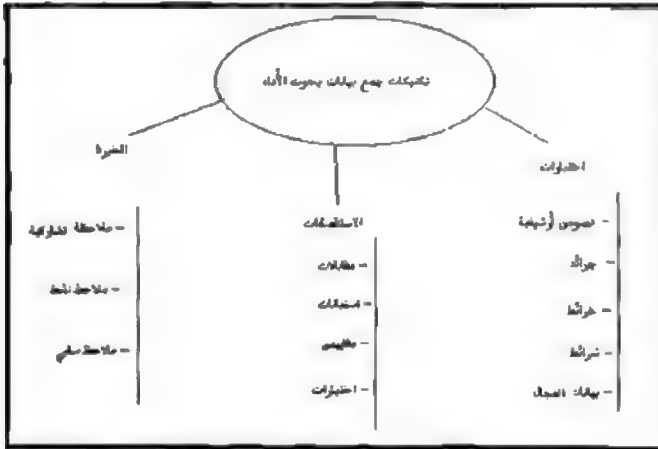 تكنيكات جمع بيانات بحوث الأداء
اختبارات
- نصوص أرشيفية
- جرائد
- خرائط
- شرائط
- بيانات المجال
الاستقصاءات
- مقابلات
- استبانات
- مقاييس
- اختبارات
الخبرة
- ملاحظة تشاركية
- ملاحظ نشط
- ملاحظ سلبي